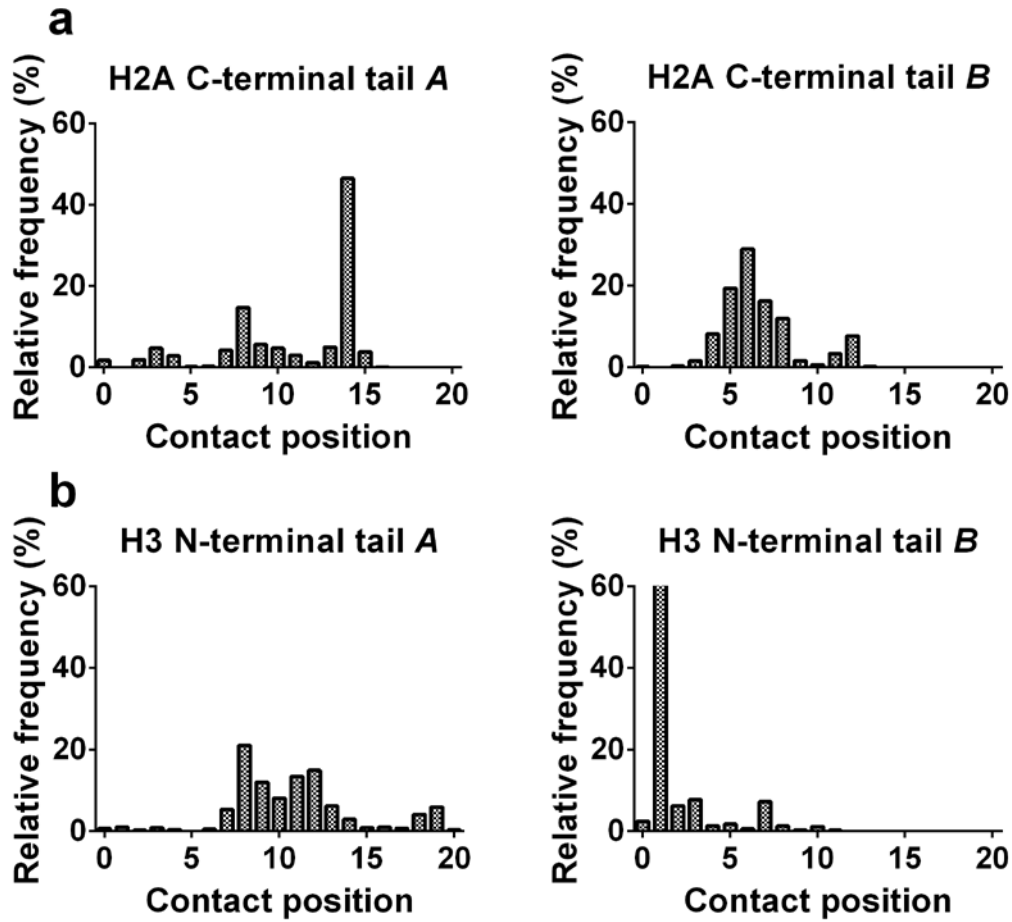 a
H2A C-terminal tail A
H2A C-terminal tail B
Relative frequency (%)
60
40
20
0
0 5 10 15 20
Contact position
Relative frequency (%)
60
40
20
0
0 5 10 15 20
Contact position
b
H3 N-terminal tail A
H3 N-terminal tail B
Relative frequency (%)
60
40
20
0
0 5 10 15 20
Contact position
Relative frequency (%)
60
40
20
0
0 5 10 15 20
Contact position